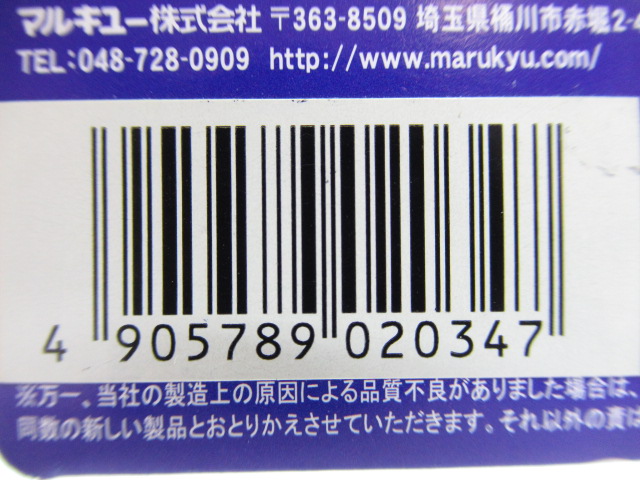 マルキユー株式会社 〒363-8509 埼玉県桶川市赤堀2-
TEL:048-728-0909 http://www.marukyu.com/
4 905789 020347
※万一、当社の製造上の原因による品質不良がありました場合は、
同数の新しい製品とおとりかえさせていただきます。それ以外の責は